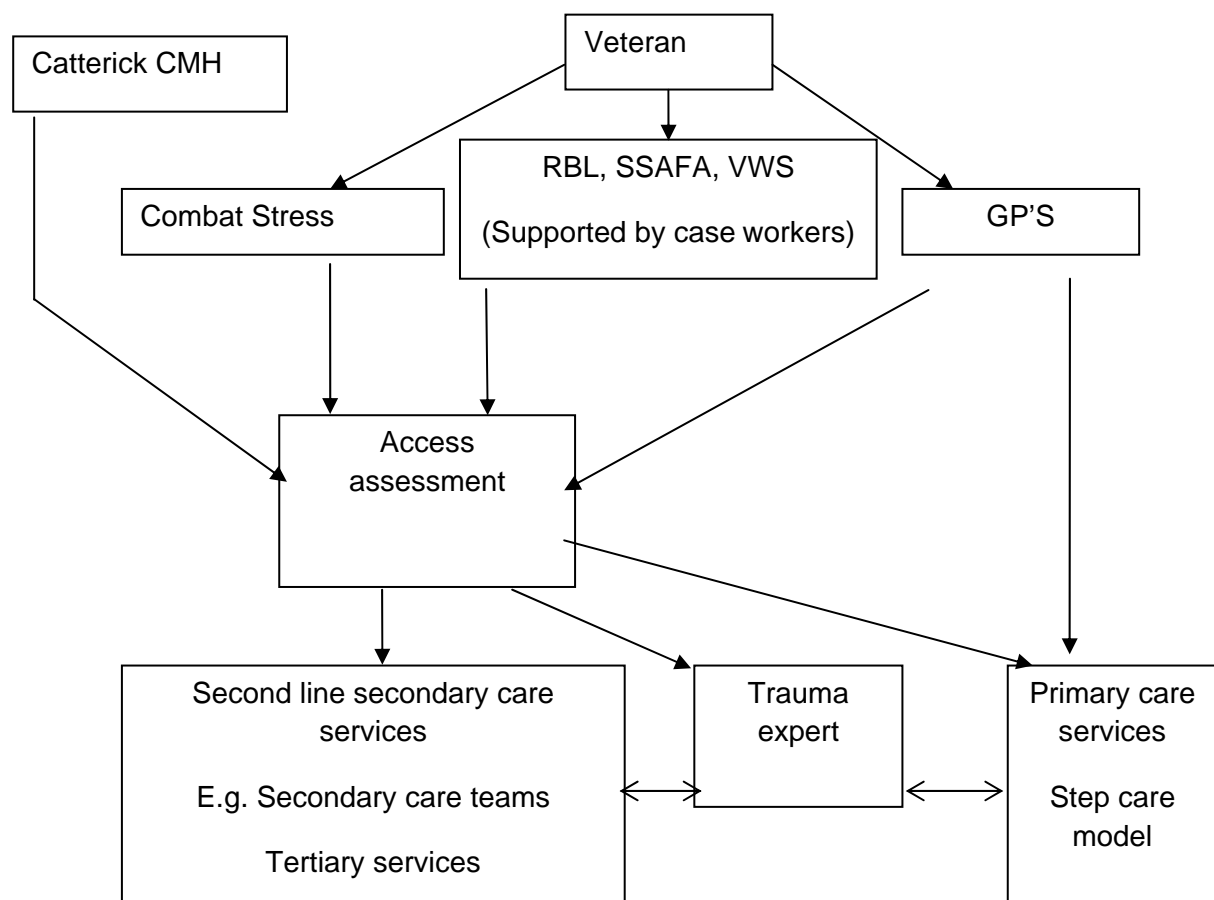 Veteran
Catterick CMH
RBL, SSAFA, VWS
(Supported by case workers)
Combat Stress
GP’S
Access
assessment
Second line secondary care
services
E.g. Secondary care teams
Tertiary services
Trauma
expert
Primary care
services
Step care
model